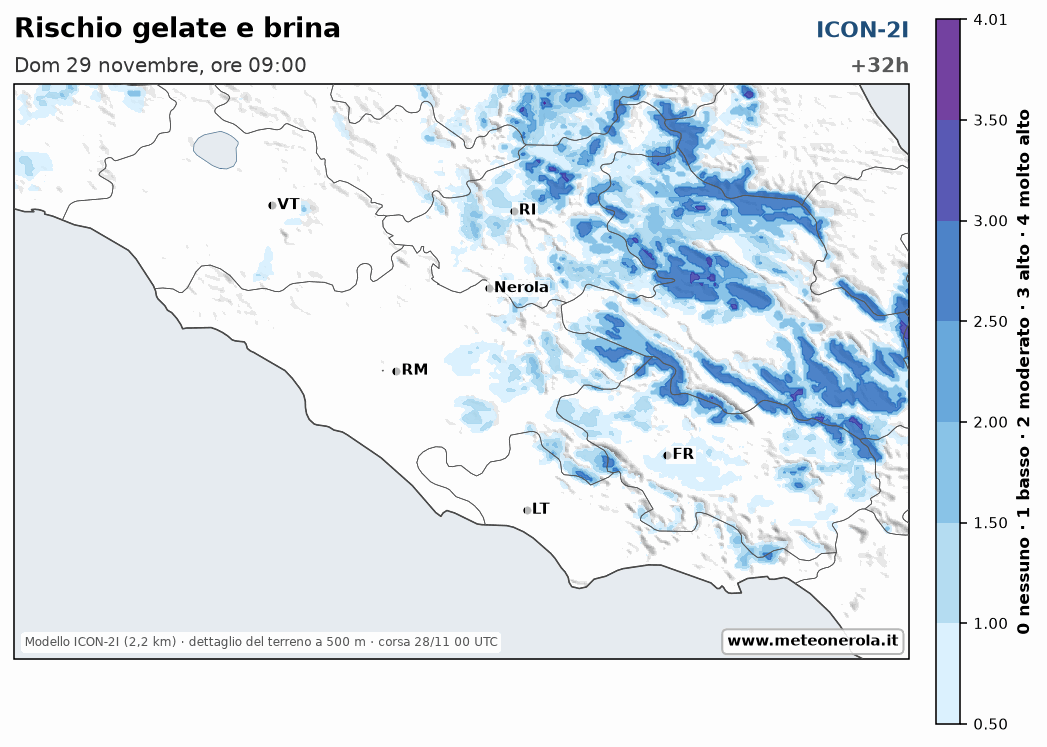 Rischio gelate e brina
ICON-2I
Dom 29 novembre, ore 09:00
+32h
4.01
3.50
3.00
2.50
2.00
1.50
1.00
0.50
0 nessuno · 1 basso · 2 moderato · 3 alto · 4 molto alto
VT
RI
Nerola
RM
FR
LT
Modello ICON-2I (2,2 km) · dettaglio del terreno a 500 m · corsa 28/11 00 UTC
www.meteonerola.it